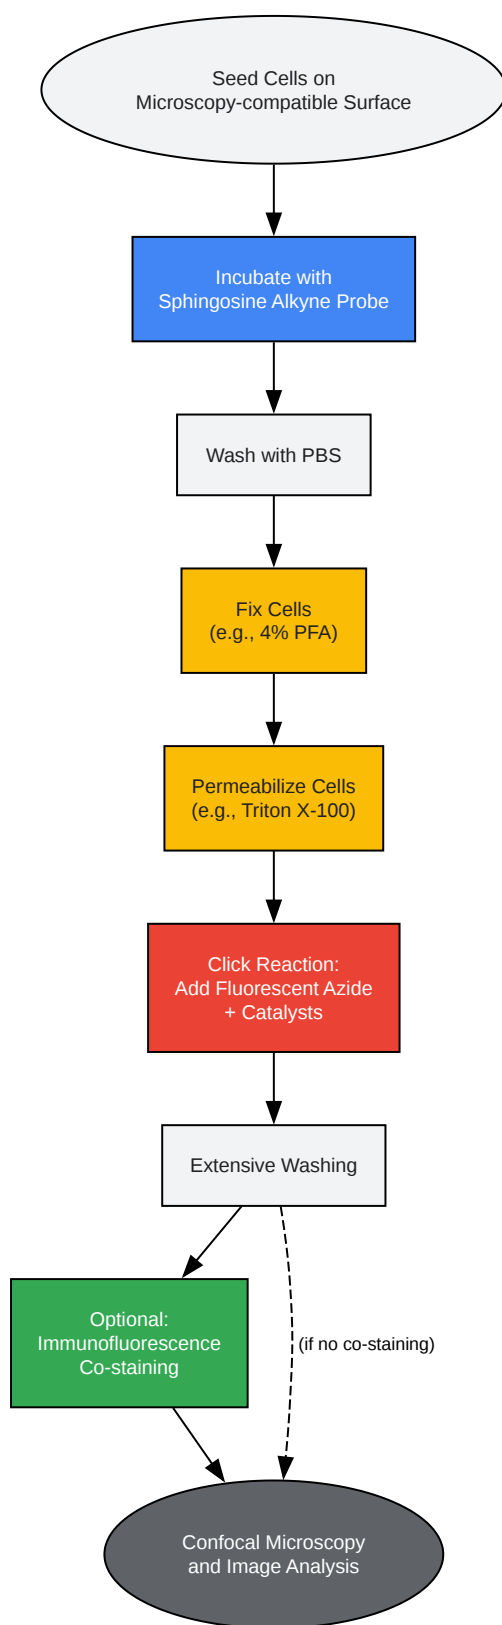 Seed Cells on
Microscopy-compatible Surface
Incubate with
Sphingosine Alkyne Probe
Wash with PBS
Fix Cells
(e.g., 4% PFA)
Permeabilize Cells
(e.g., Triton X-100)
Click Reaction:
Add Fluorescent Azide
+ Catalysts
Extensive Washing
Optional:
Immunofluorescence
Co-staining
(if no co-staining)
Confocal Microscopy
and Image Analysis